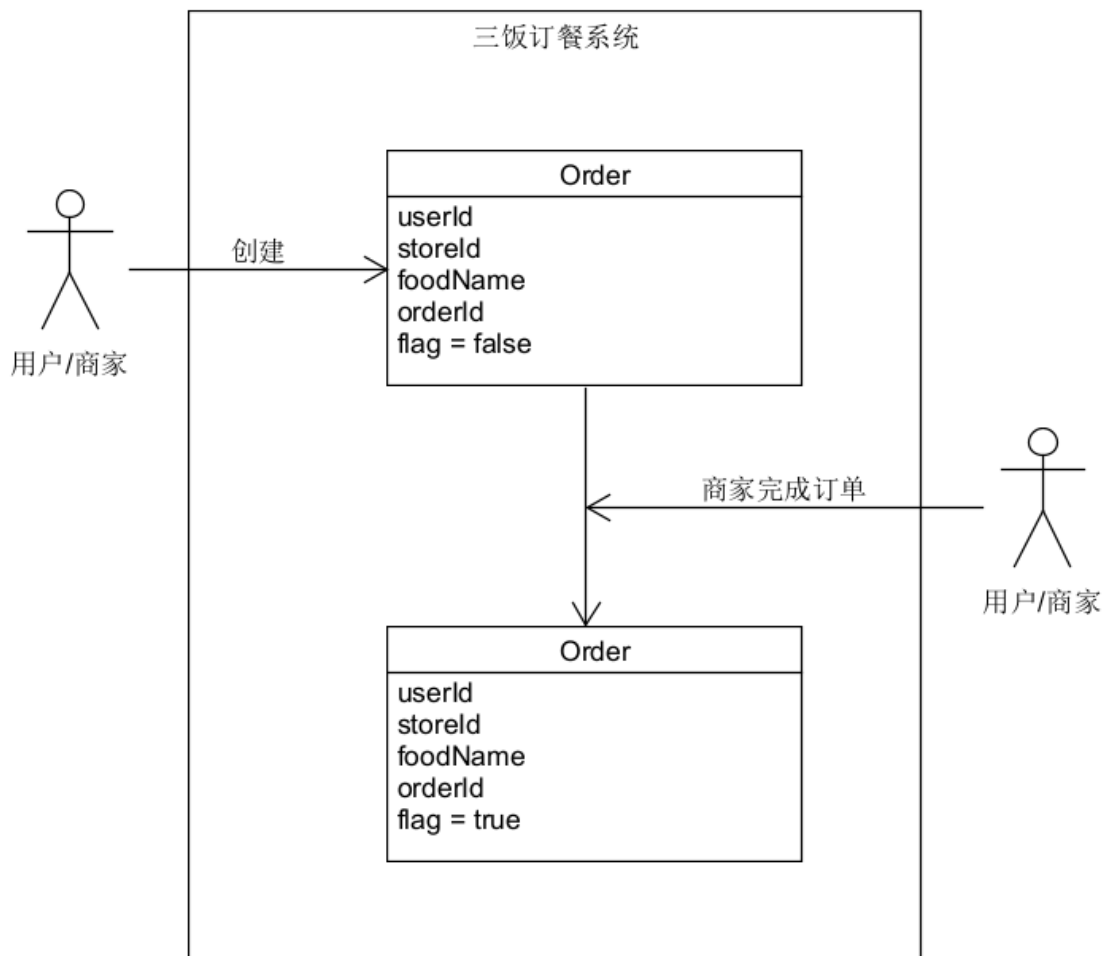 三饭订餐系统
Order
userId
storeId
foodName
orderId
flag = false
创建
用户/商家
商家完成订单
用户/商家
Order
userId
storeId
foodName
orderId
flag = true